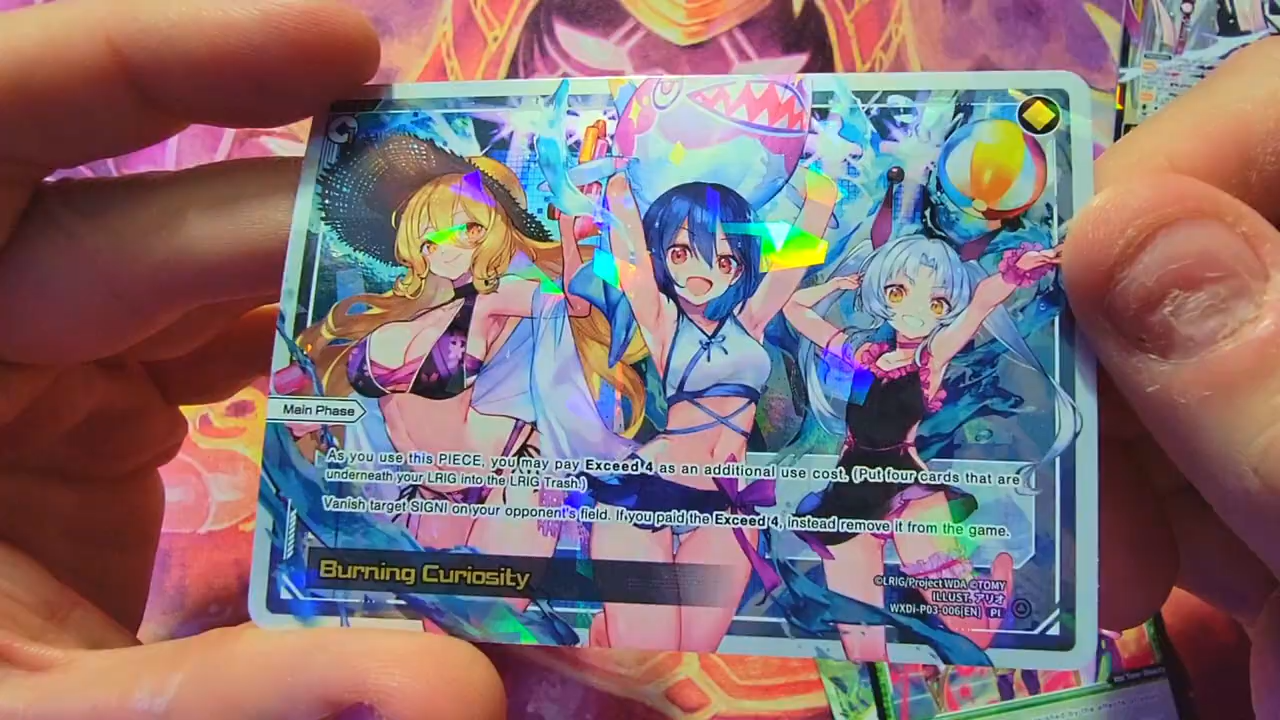 Main Phase
As you use this PIECE, you may pay Exceed 4 as an additional use cost. (Put four cards that are
underneath your LRIG into the LRIG Trash.)
Vanish target SIGNI on your opponent's field. If you paid the Exceed 4, instead remove it from the game.
Burning Curiosity
©LRIG/Project WDA ©TOMY
ILLUST. アリオ
WXDi-P03-006[EN] PI